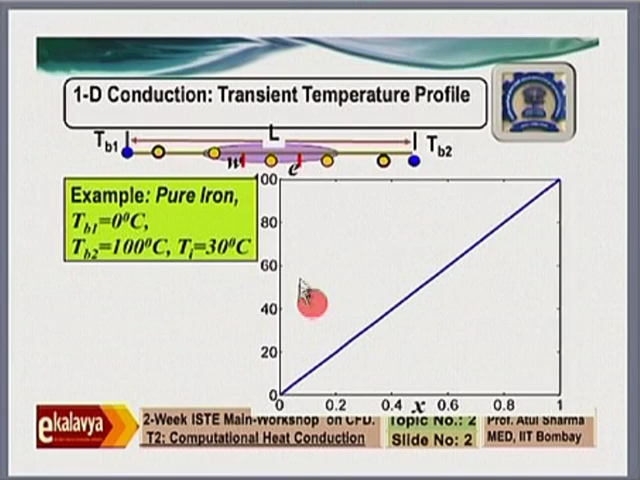 1-D Conduction: Transient Temperature Profile
L
Tb1
Tb2
w
e
Example: Pure Iron,
Tb1=0⁰C,
Tb2=100⁰C, Ti=30⁰C
100
80
60
40
20
0
0 0.2 0.4 x 0.6 0.8 1
ekalavya
2-Week ISTE Main-Workshop on CFD.
T2: Computational Heat Conduction
Topic No.: 2
Slide No: 2
Prof. Atul Sharma
MED, IIT Bombay